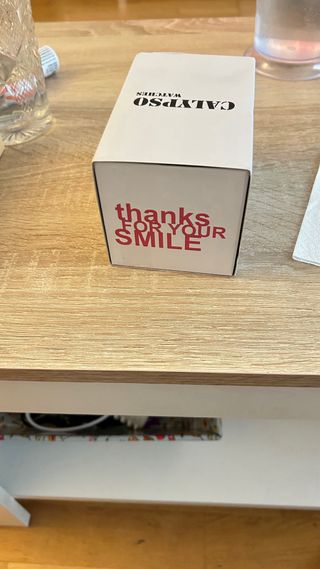 CALYPSO
WATCHES
thanks
FOR YOUR
SMILE